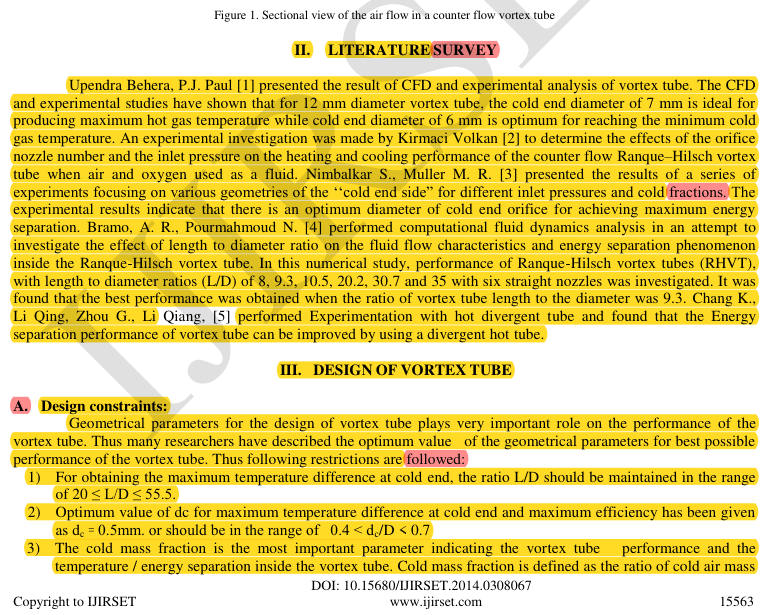 Figure 1. Sectional view of the air flow in a counter flow vortex tube
II. LITERATURE SURVEY
Upendra Behera, P.J. Paul [1] presented the result of CFD and experimental analysis of vortex tube. The CFD
and experimental studies have shown that for 12 mm diameter vortex tube, the cold end diameter of 7 mm is ideal for
producing maximum hot gas temperature while cold end diameter of 6 mm is optimum for reaching the minimum cold
gas temperature. An experimental investigation was made by Kirmaci Volkan [2] to determine the effects of the orifice
nozzle number and the inlet pressure on the heating and cooling performance of the counter flow Ranque–Hilsch vortex
tube when air and oxygen used as fluid. Nimbalkar S., Muller M. R. [3] presented the results of a series of
experiments focusing on various geometries of the ‘‘cold end side” for different inlet pressures and cold fractions. The
experimental results indicate that there is an optimum diameter of cold end orifice for achieving maximum energy
separation. Bramo, A. R., Pourmahmoud N. [4] performed computational fluid dynamics analysis in an attempt to
investigate the effect of length to diameter ratio on the fluid flow characteristics and energy separation phenomenon
inside the Ranque-Hilsch vortex tube. In this numerical study, performance of Ranque-Hilsch vortex tubes (RHVT),
with length to diameter ratios (L/D) of 8, 9.3, 10.5, 20.2, 30.7 and 35 with six straight nozzles was investigated. It was
found that the best performance was obtained when the ratio of vortex tube length to the diameter was 9.3. Chang K.,
Li Qing, Zhou G., Li Qiang, [5] performed Experimentation with hot divergent tube and found that the Energy
separation performance of vortex tube can be improved by using a divergent hot tube.
III. DESIGN OF VORTEX TUBE
A. Design constraints:
Geometrical parameters for the design of vortex tube plays very important role on the performance of the
vortex tube. Thus many researchers have described the optimum value of the geometrical parameters for best possible
performance of the vortex tube. Thus following restrictions are followed:
1) For obtaining the maximum temperature difference at cold end, the ratio L/D should be maintained in the range
of 20 ≤ L/D ≤ 55.5.
2) Optimum value of dc for maximum temperature difference at cold end and maximum efficiency has been given
as dc = 0.5mm. or should be in the range of 0.4 < dc/D < 0.7
3) The cold mass fraction is the most important parameter indicating the vortex tube performance and the
temperature / energy separation inside the vortex tube. Cold mass fraction is defined as the ratio of cold air mass
DOI: 10.15680/IJIRSET.2014.0308067
Copyright to IJIRSET www.ijirset.com 15563
IJIRSE